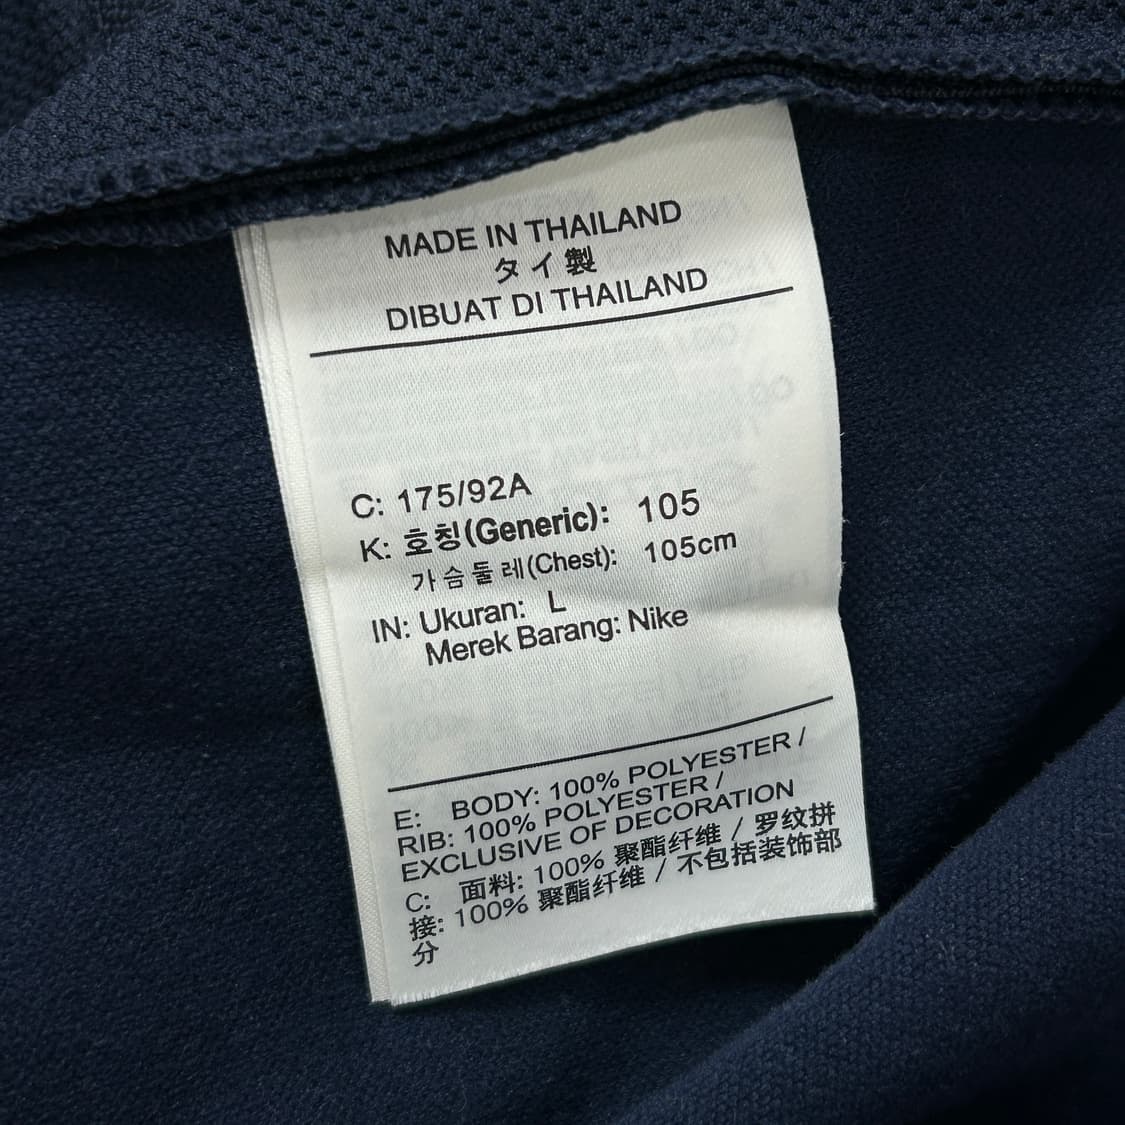 MADE IN THAILAND
タイ製
DIBUAT DI THAILAND
C: 175/92A
K: 호칭(Generic): 105
가슴둘레(Chest): 105cm
IN: Ukuran: L
Merek Barang: Nike
E: BODY: 100% POLYESTER /
RIB: 100% POLYESTER /
EXCLUSIVE OF DECORATION
C: 面料: 100% 聚酯纤维 / 罗纹拼
接: 100% 聚酯纤维 / 不包括装饰部
分